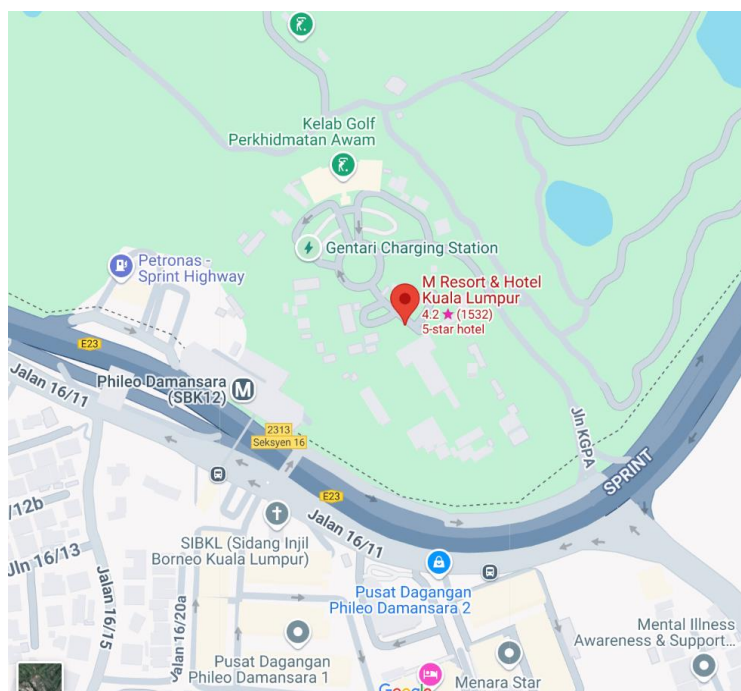 Kelab Golf
Perkhidmatan Awam
Gentari Charging Station
Petronas -
Sprint Highway
M Resort & Hotel
Kuala Lumpur
4.2 ★ (1532)
5-star hotel
E23
Jalan 16/11
Phileo Damansara
(SBK12)
M
2313
Seksyen 16
Jln KGPA
SPRINT
E23
Jalan 16/11
/12b
Jln 16/13
Jalan 16/15
SIBKL (Sidang Injil
Borneo Kuala Lumpur)
Jalan 16/20a
Pusat Dagangan
Phileo Damansara 2
Pusat Dagangan
Phileo Damansara 1
Mental Illness
Awareness & Support...
Menara Star
Google